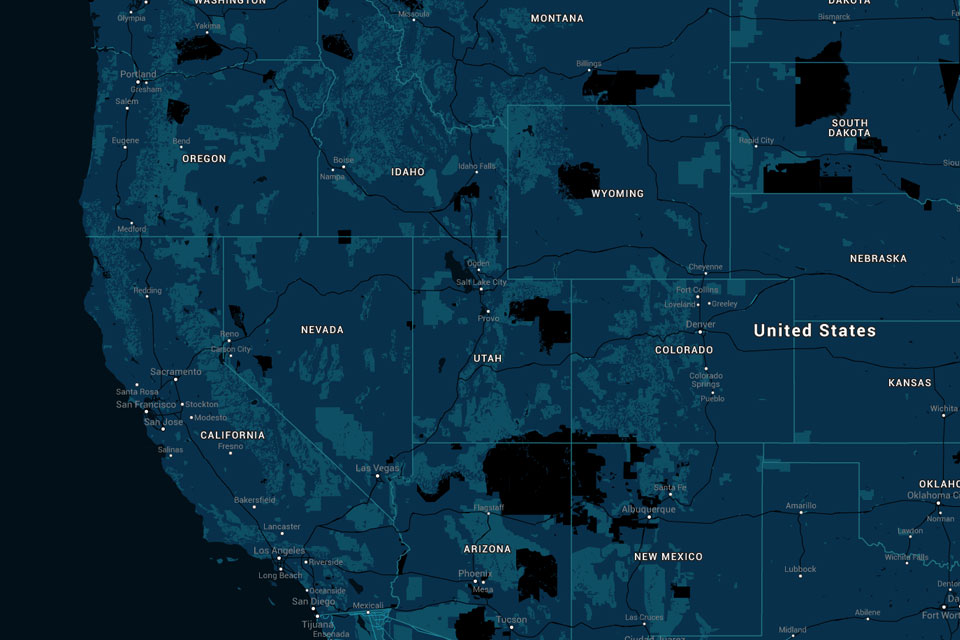 WASHINGTON
DAKOTA
Olympia
Missoula
MONTANA
Bismarck
Yakima
Billings
Portland
Gresham
Salem
SOUTH
DAKOTA
Eugene
Bend
Rapid City
OREGON
Boise
Nampa
IDAHO
Idaho Falls
WYOMING
Medford
NEBRASKA
Ogden
Cheyenne
Salt Lake City
Redding
Fort Collins
Loveland
Greeley
Provo
Denver
United States
Reno
NEVADA
Carson City
UTAH
COLORADO
Sacramento
Colorado
Springs
KANSAS
Santa Rosa
Pueblo
San Francisco
Stockton
Wichita
San Jose
Modesto
CALIFORNIA
Salinas
Fresno
Las Vegas
OKLAHO
Santa Fe
Oklahoma Ci
Bakersfield
Flagstaff
Albuquerque
Amarillo
Norman
Lancaster
Lawton
Los Angeles
ARIZONA
NEW MEXICO
Wichita Falls
Riverside
Long Beach
Phoenix
Mesa
Lubbock
Oceanside
Dento
San Diego
Mexicali
Da
Tijuana
Tucson
Las Cruces
Abilene
Fort Wor
Ensenada
Ciudad Juarez
Midland